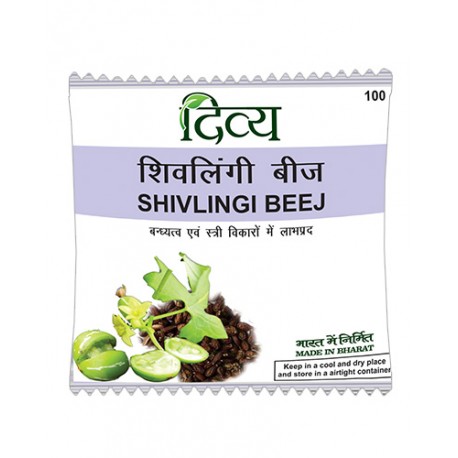 100
दिव्य
शिवलिंगी बीज
SHIVLINGI BEEJ
बन्ध्यत्व एवं स्त्री विकारों में लाभप्रद
भारत में निर्मित
MADE IN BHARAT
Keep in a cool and dry place
and store in a airtight container